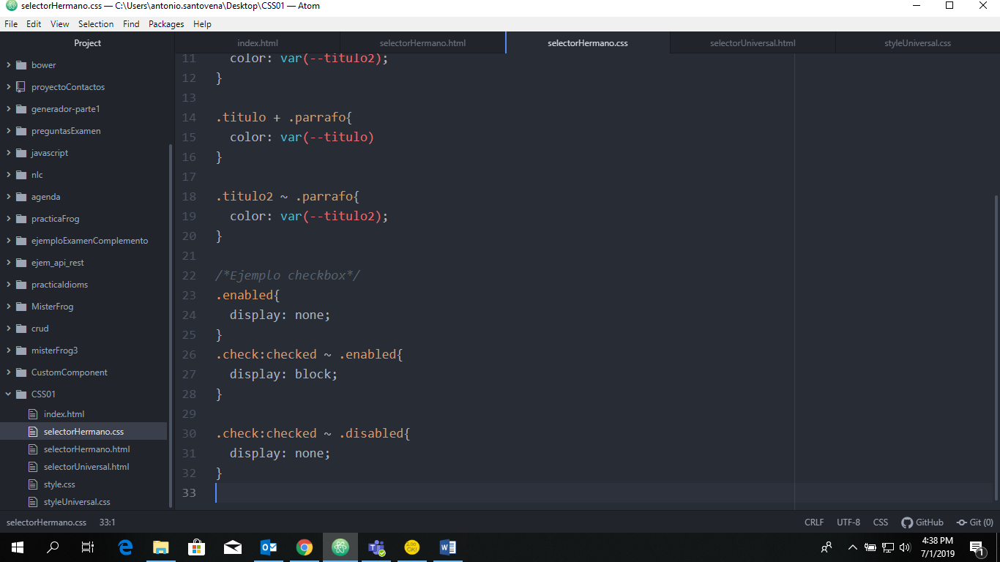 selectorHermano.css — C:\Users\antonio.santovena\Desktop\CSS01 — Atom
File Edit View Selection Find Packages Help
Project
bower
proyectoContactos
generador-parte1
preguntasExamen
javascript
nlc
agenda
practicaFrog
ejemploExamenComplemento
ejem_api_rest
practicaIdioms
MisterFrog
crud
misterFrog3
CustomComponent
CSS01
index.html
selectorHermano.css
selectorHermano.html
selectorUniversal.html
style.css
styleUniversal.css
index.html selectorHermano.html selectorHermano.css selectorUniversal.html styleUniversal.css
11 color: var(--titulo2);
12 }
13
14 .titulo + .parrafo{
15 color: var(--titulo)
16 }
17
18 .titulo2 ~ .parrafo{
19 color: var(--titulo2);
20 }
21
22 /*Ejemplo checkbox*/
23 .enabled{
24 display: none;
25 }
26 .check:checked ~ .enabled{
27 display: block;
28 }
29
30 .check:checked ~ .disabled{
31 display: none;
32 }
33
selectorHermano.css 33:1 CRLF UTF-8 CSS GitHub Git (0)
4:38 PM
7/1/2019
1